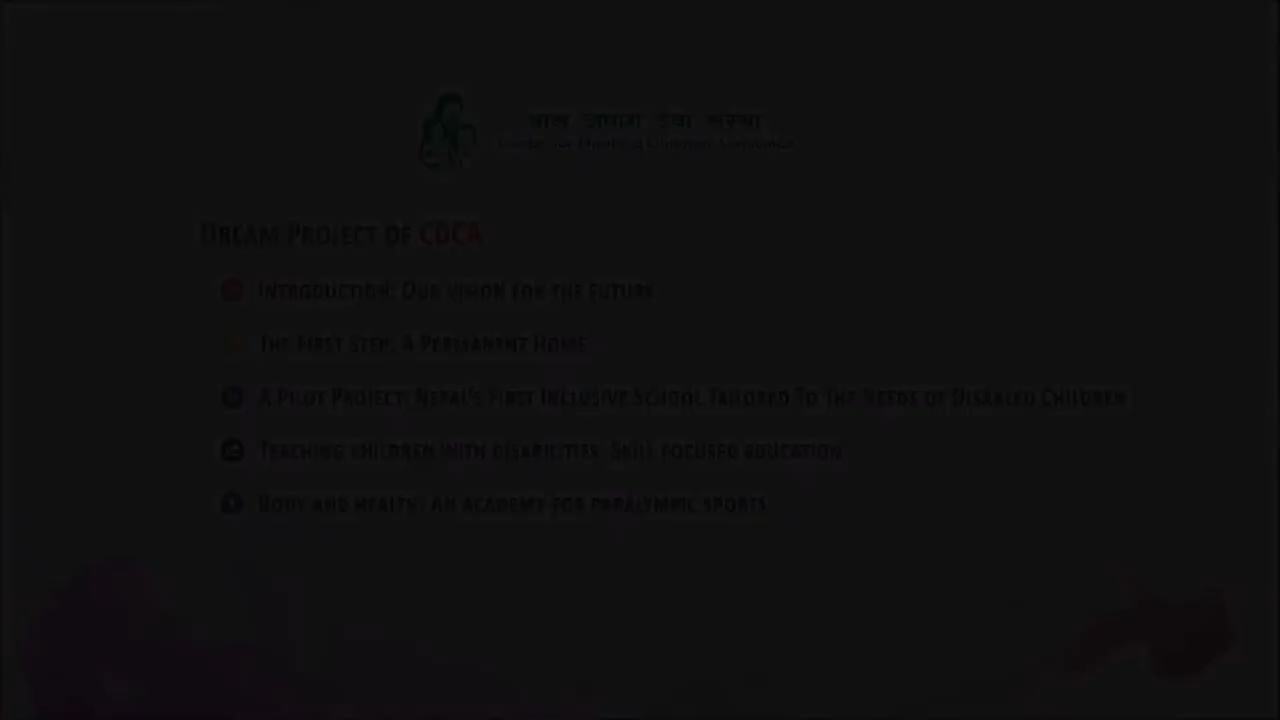 DREAM PROJECT OF CDCA
INTRODUCTION: OUR VISION FOR THE FUTURE
THE FIRST STEP: A PERMANENT HOME
A PILOT PROJECT: NEPAL'S FIRST INCLUSIVE SCHOOL TAILORED TO THE NEEDS OF DISABLED CHILDREN
TEACHING CHILDREN WITH DISABILITIES: SKILL FOCUSED EDUCATION
BODY AND HEALTH: AN ACADEMY FOR PARALYMPIC SPORTS